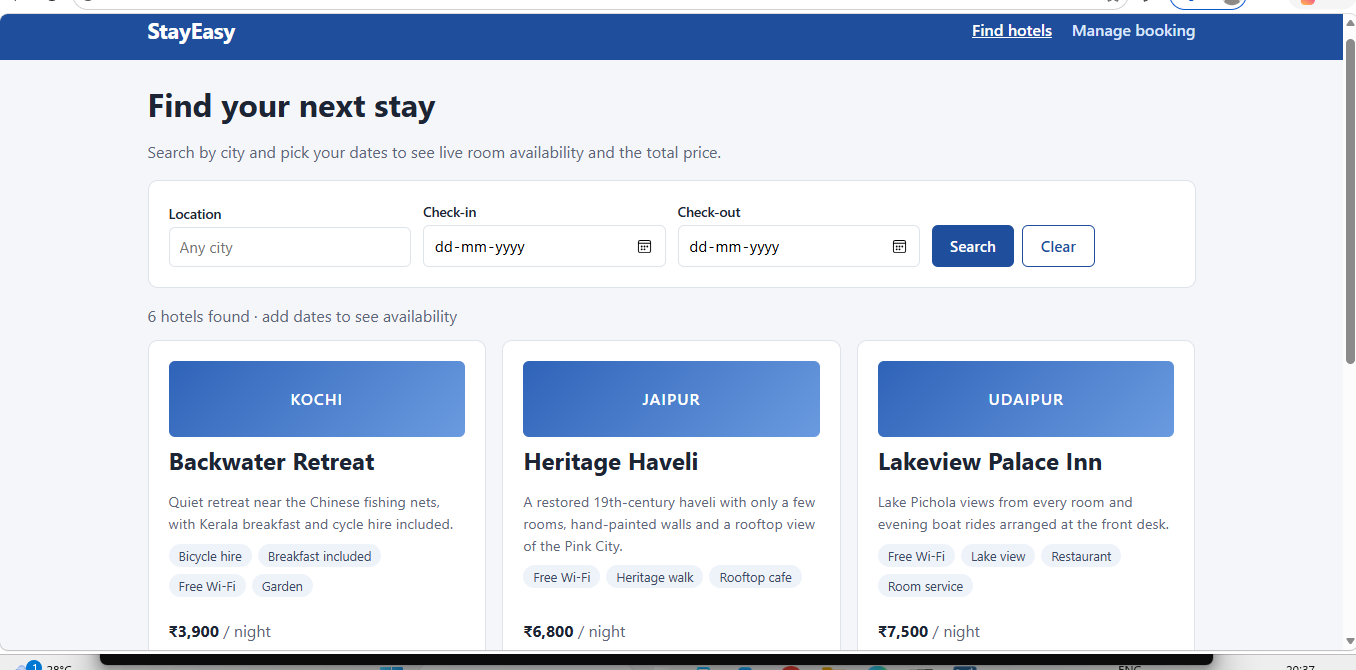 StayEasy
Find hotels
Manage booking
Find your next stay
Search by city and pick your dates to see live room availability and the total price.
Location
Check-in
Check-out
Any city
dd-mm-yyyy
dd-mm-yyyy
Search
Clear
6 hotels found · add dates to see availability
KOCHI
Backwater Retreat
Quiet retreat near the Chinese fishing nets,
with Kerala breakfast and cycle hire included.
Bicycle hire
Breakfast included
Free Wi-Fi
Garden
₹3,900 / night
JAIPUR
Heritage Haveli
A restored 19th-century haveli with only a few
rooms, hand-painted walls and a rooftop view
of the Pink City.
Free Wi-Fi
Heritage walk
Rooftop cafe
₹6,800 / night
UDAIPUR
Lakeview Palace Inn
Lake Pichola views from every room and
evening boat rides arranged at the front desk.
Free Wi-Fi
Lake view
Restaurant
Room service
₹7,500 / night
1
28°C
ENG
20:37